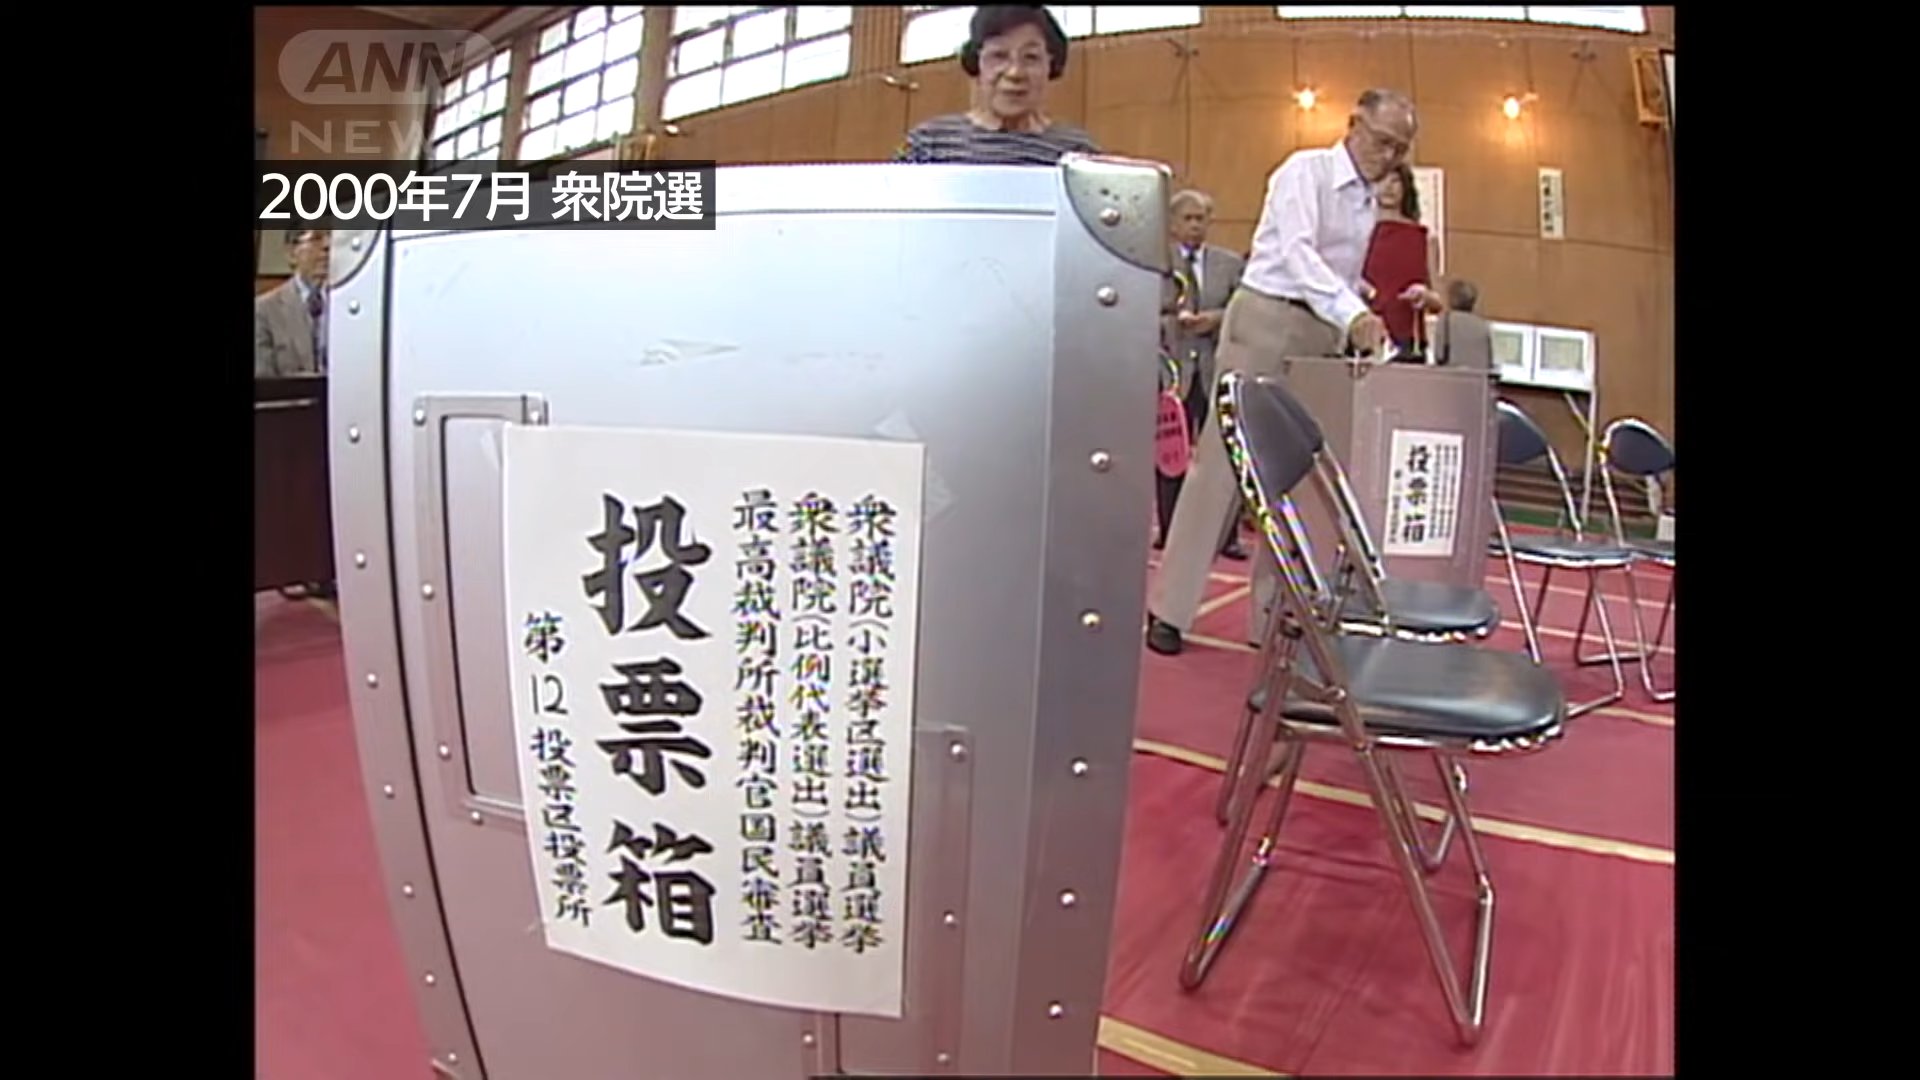 ANN
NEWS
2000年7月 衆院選
衆議院(小選挙区選出)議員選挙
衆議院(比例代表選出)議員選挙
最高裁判所裁判官国民審査
投票箱
第12投票区投票所
投票箱